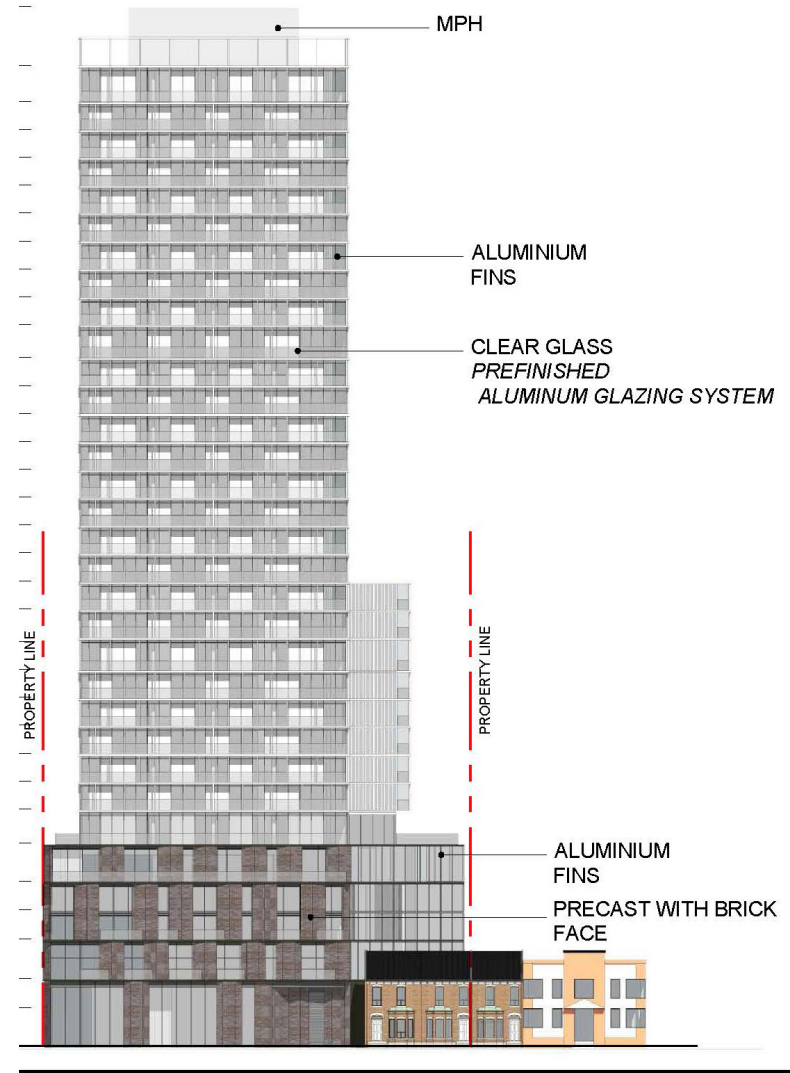 MPH
ALUMINIUM
FINS
CLEAR GLASS
PREFINISHED
ALUMINUM GLAZING SYSTEM
PROPERTY LINE
PROPERTY LINE
ALUMINIUM
FINS
PRECAST WITH BRICK
FACE